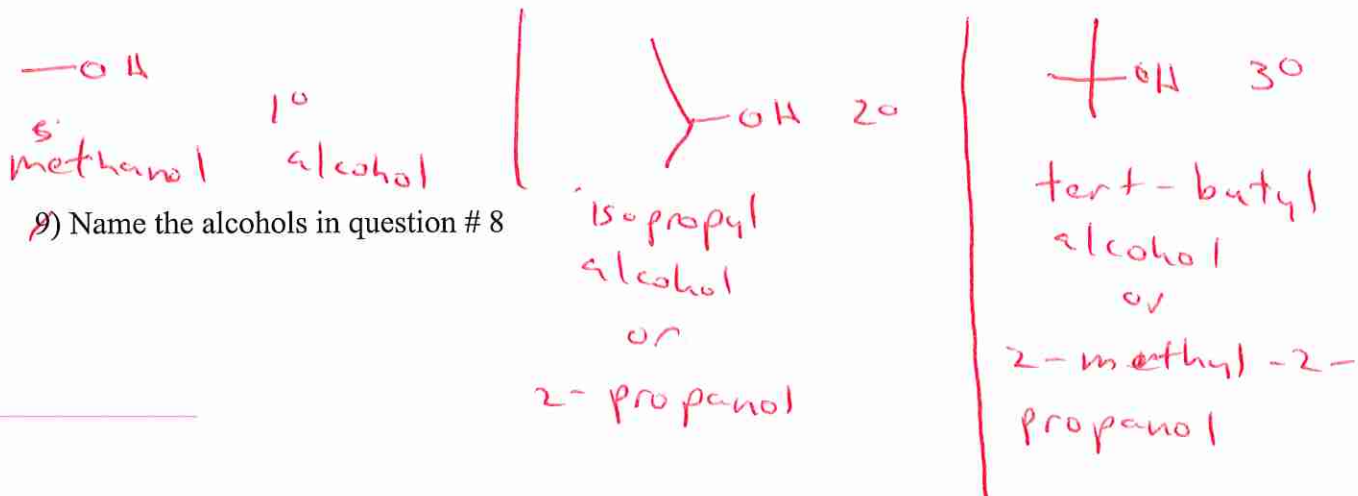 —OH
1°
methanol alcohol
9) Name the alcohols in question # 8
OH 2°
isopropyl
alcohol
or
2-propanol
OH 3°
tert-butyl
alcohol
or
2-methyl-2-
propanol